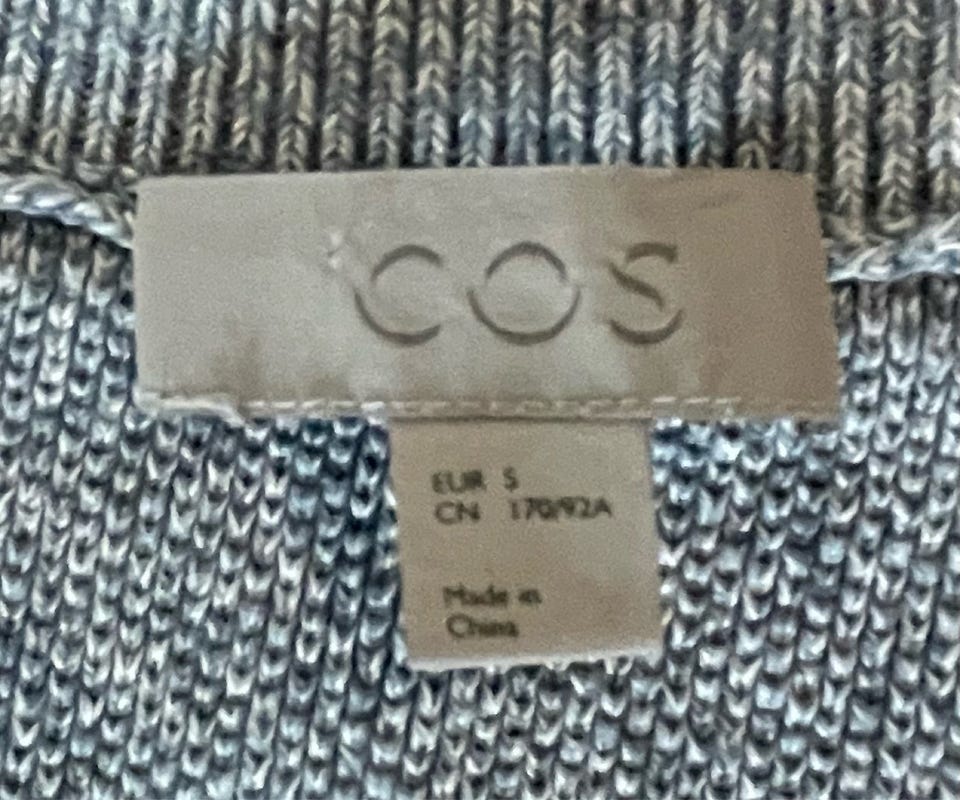 COS
EUR S
CN 170/92A
Made in
China